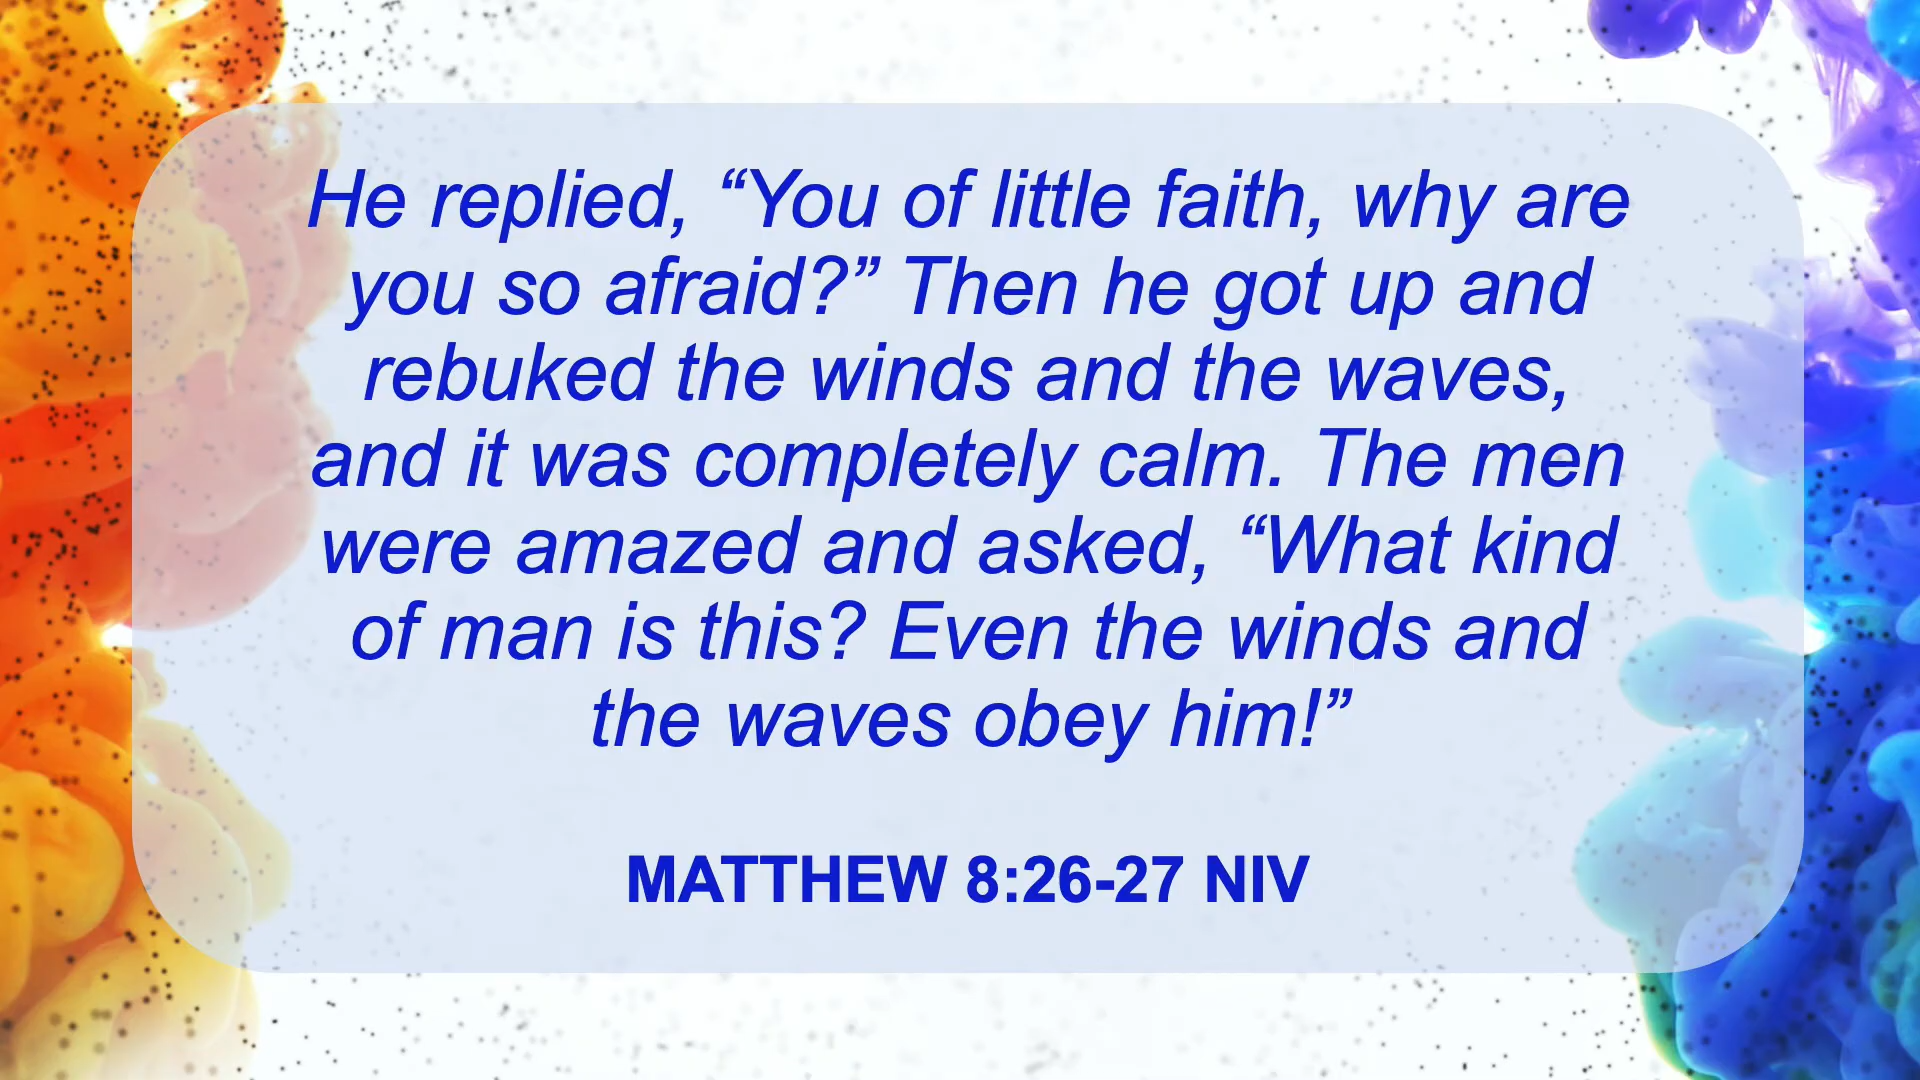 He replied, “You of little faith, why are
you so afraid?” Then he got up and
rebuked the winds and the waves,
and it was completely calm. The men
were amazed and asked, “What kind
of man is this? Even the winds and
the waves obey him!”
MATTHEW 8:26-27 NIV